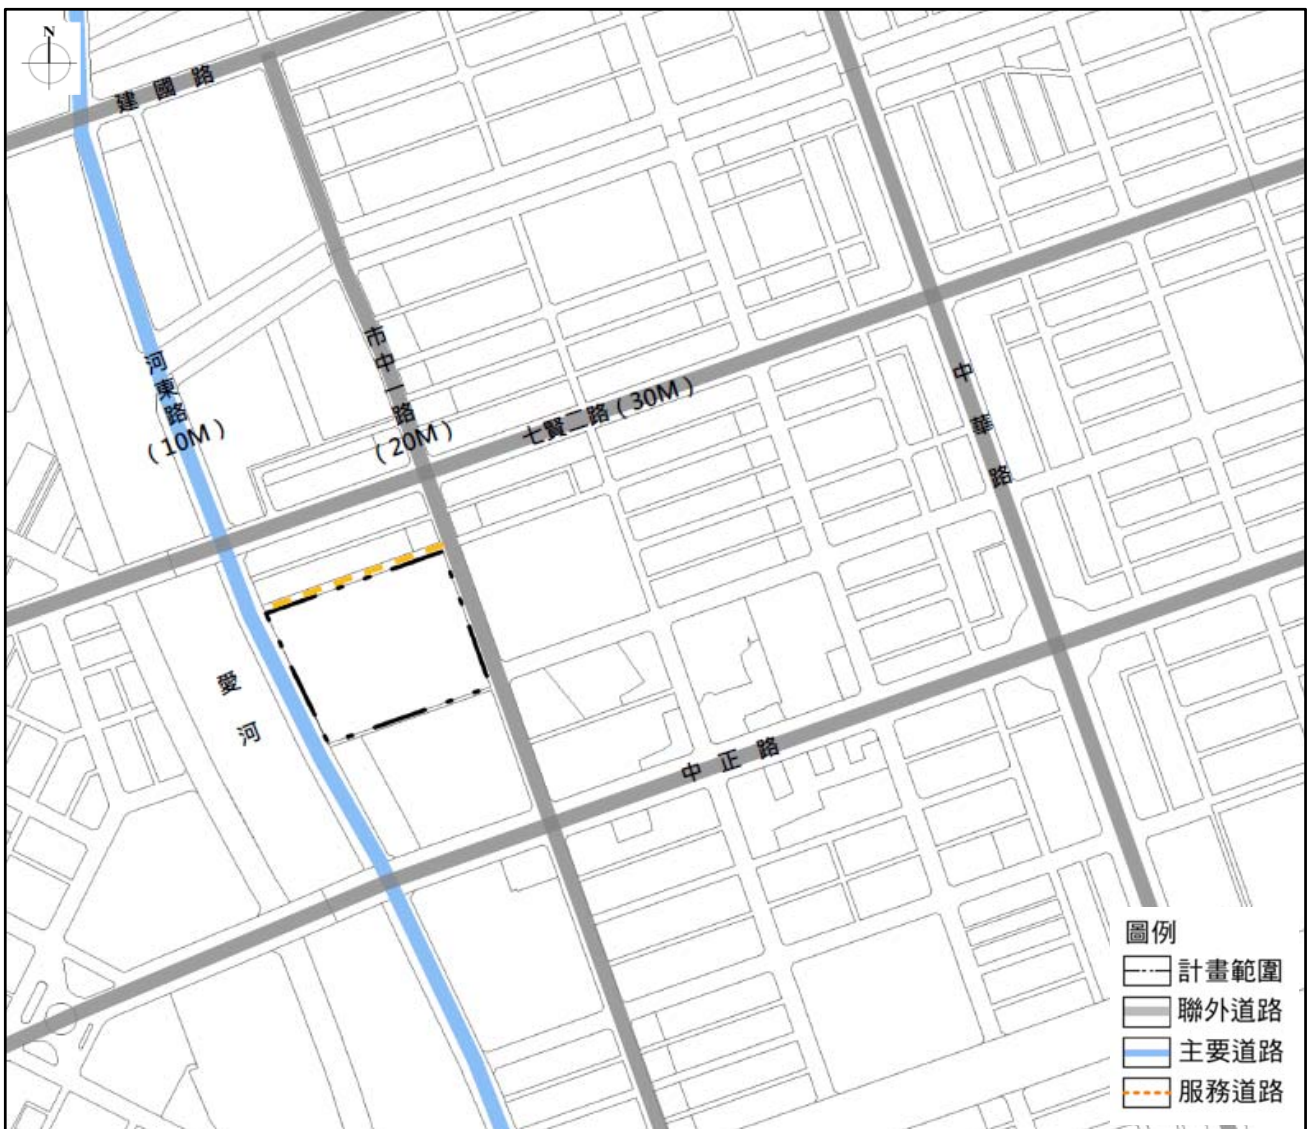 N
建國路
河東路
（10M）
市中一路
（20M）
七賢二路（30M）
中華路
愛河
中正路
圖例
計畫範圍
聯外道路
主要道路
服務道路